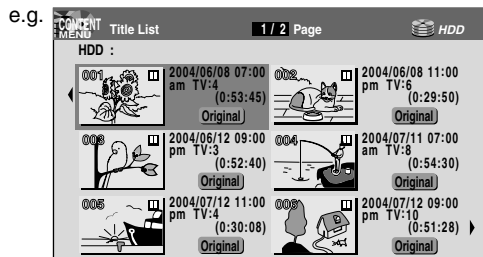 e.g.
CONTENT MENU Title List 1 / 2 Page HDD
HDD :
001 2004/06/08 07:00
am TV:4
(0:53:45)
Original
002 2004/06/08 11:00
pm TV:6
(0:29:50)
Original
003 2004/06/12 09:00
pm TV:3
(0:52:40)
Original
004 2004/07/11 07:00
am TV:8
(0:54:30)
Original
005 2004/07/12 11:00
pm TV:4
(0:30:08)
Original
006 2004/07/12 09:00
pm TV:10
(0:51:28)
Original